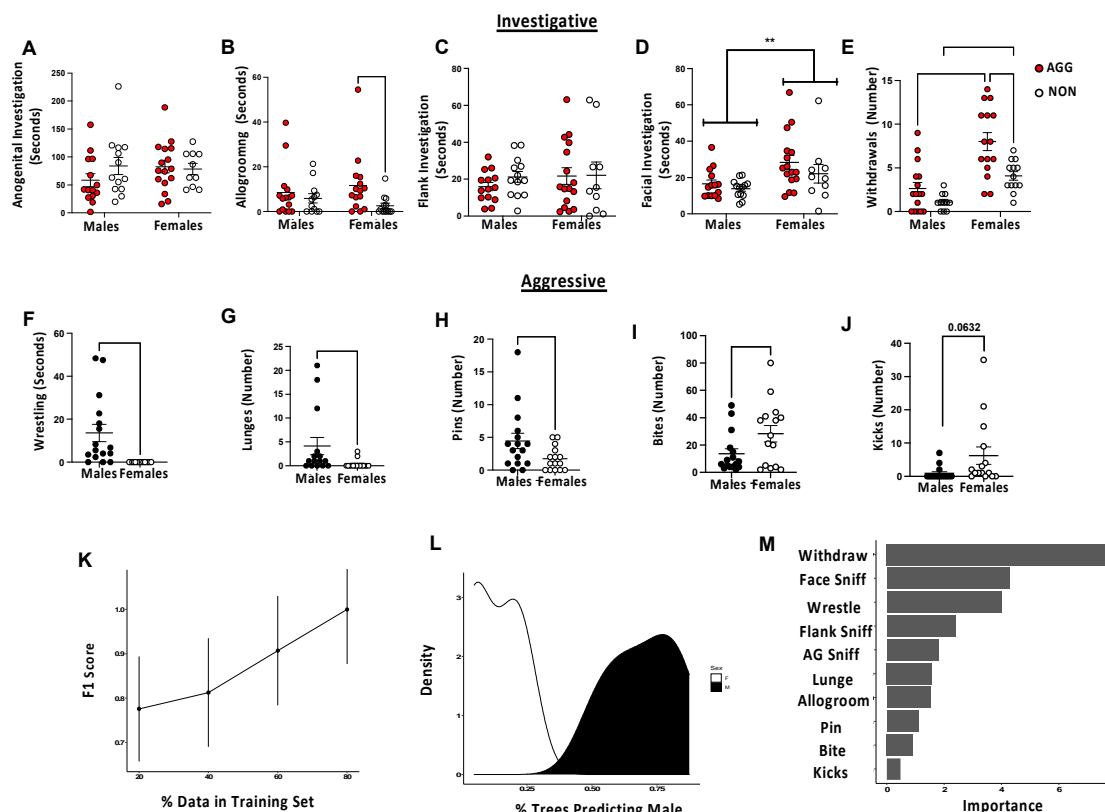 Investigative
A
Anogenital Investigation
(Seconds)
250
200
150
100
50
0
Males
Females
B
Allogroomng (Seconds)
60
40
20
0
Males
Females
C
Flank Investigation
(Seconds)
80
60
40
20
0
Males
Females
D
**
Facial Investigation
(Seconds)
80
60
40
20
0
Males
Females
E
Withdrawals (Number)
15
10
5
0
Males
Females
AGG
NON
Aggressive
F
Wrestling (Seconds)
60
40
20
0
Males
Females
G
Lunges (Number)
25
20
15
10
5
0
Males
Females
H
Pins (Number)
20
15
10
5
0
Males
Females
I
Bites (Number)
100
80
60
40
20
0
Males
Females
J
0.0632
Kicks (Number)
40
30
20
10
0
Males
Females
K
F1 Score
1.0
0.9
0.8
0.7
20
40
60
80
% Data in Training Set
L
Density
3
2
1
0
0.25
0.50
0.75
% Trees Predicting Male
Sex
F
M
M
Withdraw
Face Sniff
Wrestle
Flank Sniff
AG Sniff
Lunge
Allogroom
Pin
Bite
Kicks
0
2
4
6
Importance